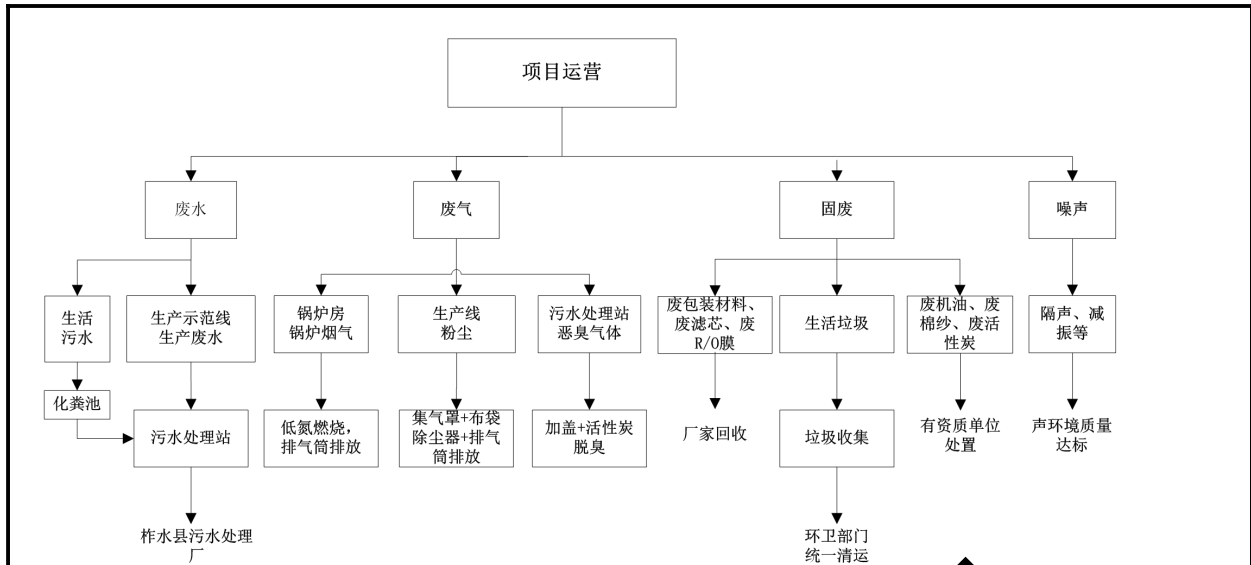 项目运营
废水
废气
固废
噪声
生活
污水
生产示范线
生产废水
锅炉房
锅炉烟气
生产线
粉尘
污水处理站
恶臭气体
废包装材料、
废滤芯、废
R/O膜
生活垃圾
废机油、废
棉纱、废活
性炭
隔声、减
振等
化粪池
污水处理站
低氮燃烧，
排气筒排放
集气罩+布袋
除尘器+排气
筒排放
加盖+活性炭
脱臭
厂家回收
垃圾收集
有资质单位
处置
声环境质量
达标
柞水县污水处理
厂
环卫部门
统一清运